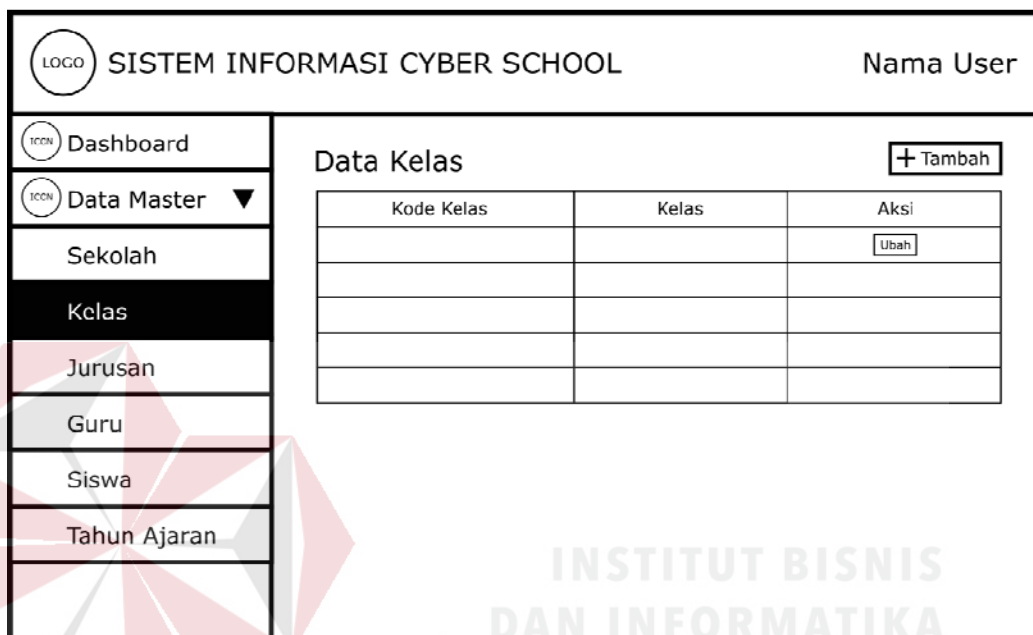 LOGO SISTEM INFORMASI CYBER SCHOOL Nama User
ICON Dashboard
ICON Data Master ▼
Sekolah
Kelas
Jurusan
Guru
Siswa
Tahun Ajaran
Data Kelas + Tambah
Kode Kelas Kelas Aksi
Ubah
INSTITUT BISNIS
DAN INFORMATIKA